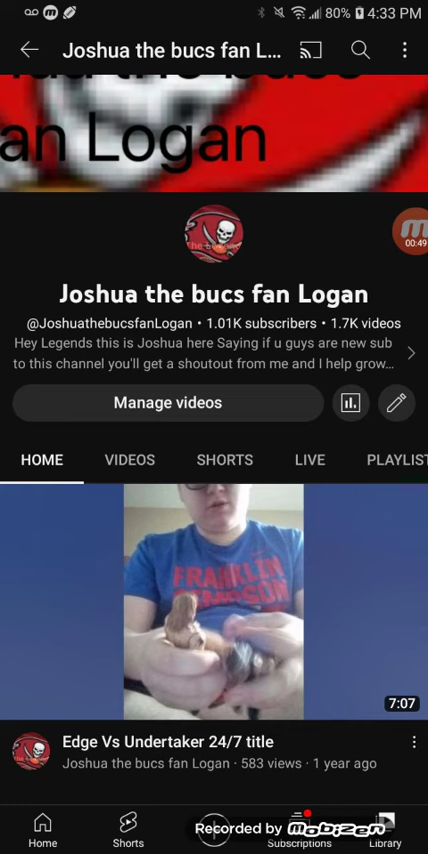 80% 4:33 PM
Joshua the bucs fan L...
an Logan
00:49
Joshua the bucs fan Logan
@JoshuathebucsfanLogan • 1.01K subscribers • 1.7K videos
Hey Legends this is Joshua here Saying if u guys are new sub
to this channel you'll get a shoutout from me and I help grow...
Manage videos
HOME VIDEOS SHORTS LIVE PLAYLIST
FRANKLIN
SIMPSON
7:07
Edge Vs Undertaker 24/7 title
Joshua the bucs fan Logan · 583 views · 1 year ago
Home Shorts Subscriptions Library
Recorded by mobizen